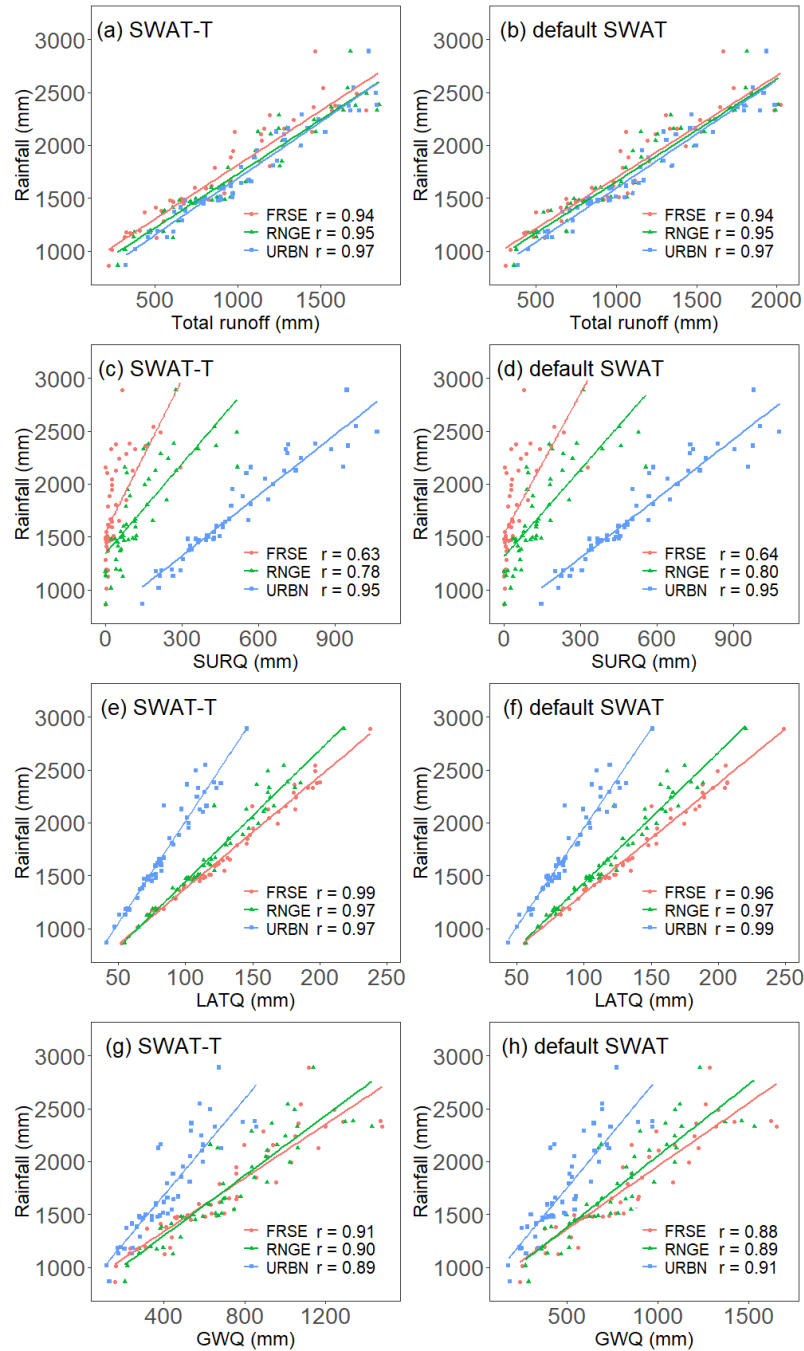 (a) SWAT-T
(b) default SWAT
Rainfall (mm)
3000
2500
2000
1500
1000
FRSE r = 0.94
RNGE r = 0.95
URBN r = 0.97
500 1000 1500
Total runoff (mm)
Rainfall (mm)
3000
2500
2000
1500
1000
FRSE r = 0.94
RNGE r = 0.95
URBN r = 0.97
500 1000 1500 2000
Total runoff (mm)
(c) SWAT-T
(d) default SWAT
Rainfall (mm)
3000
2500
2000
1500
1000
FRSE r = 0.63
RNGE r = 0.78
URBN r = 0.95
0 300 600 900
SURQ (mm)
Rainfall (mm)
3000
2500
2000
1500
1000
FRSE r = 0.64
RNGE r = 0.80
URBN r = 0.95
0 300 600 900
SURQ (mm)
(e) SWAT-T
(f) default SWAT
Rainfall (mm)
3000
2500
2000
1500
1000
FRSE r = 0.99
RNGE r = 0.97
URBN r = 0.97
50 100 150 200 250
LATQ (mm)
Rainfall (mm)
3000
2500
2000
1500
1000
FRSE r = 0.96
RNGE r = 0.97
URBN r = 0.99
50 100 150 200 250
LATQ (mm)
(g) SWAT-T
(h) default SWAT
Rainfall (mm)
3000
2500
2000
1500
1000
FRSE r = 0.91
RNGE r = 0.90
URBN r = 0.89
400 800 1200
GWQ (mm)
Rainfall (mm)
3000
2500
2000
1500
1000
FRSE r = 0.88
RNGE r = 0.89
URBN r = 0.91
500 1000 1500
GWQ (mm)